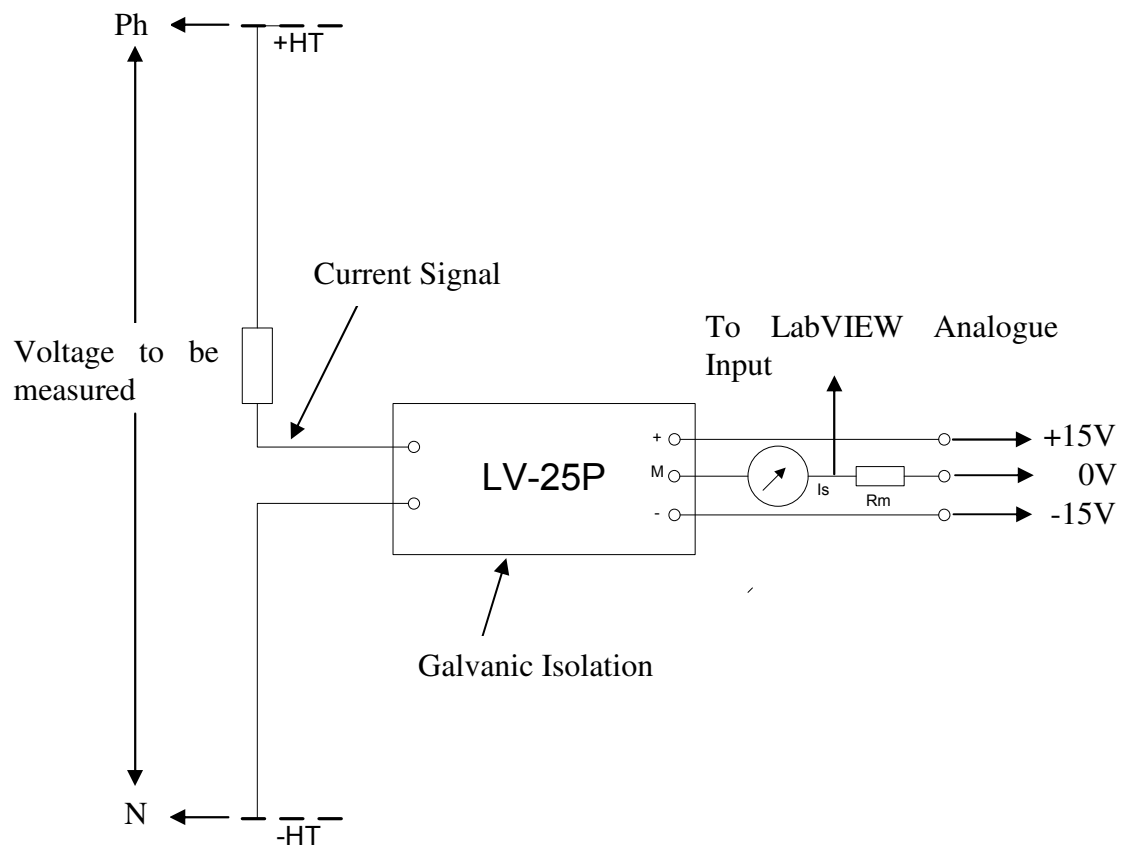 Ph
+HT
Current Signal
To LabVIEW Analogue
Input
Voltage to be
measured
+15V
LV-25P
+
M
-
Is
Rm
0V
-15V
Galvanic Isolation
N
-HT